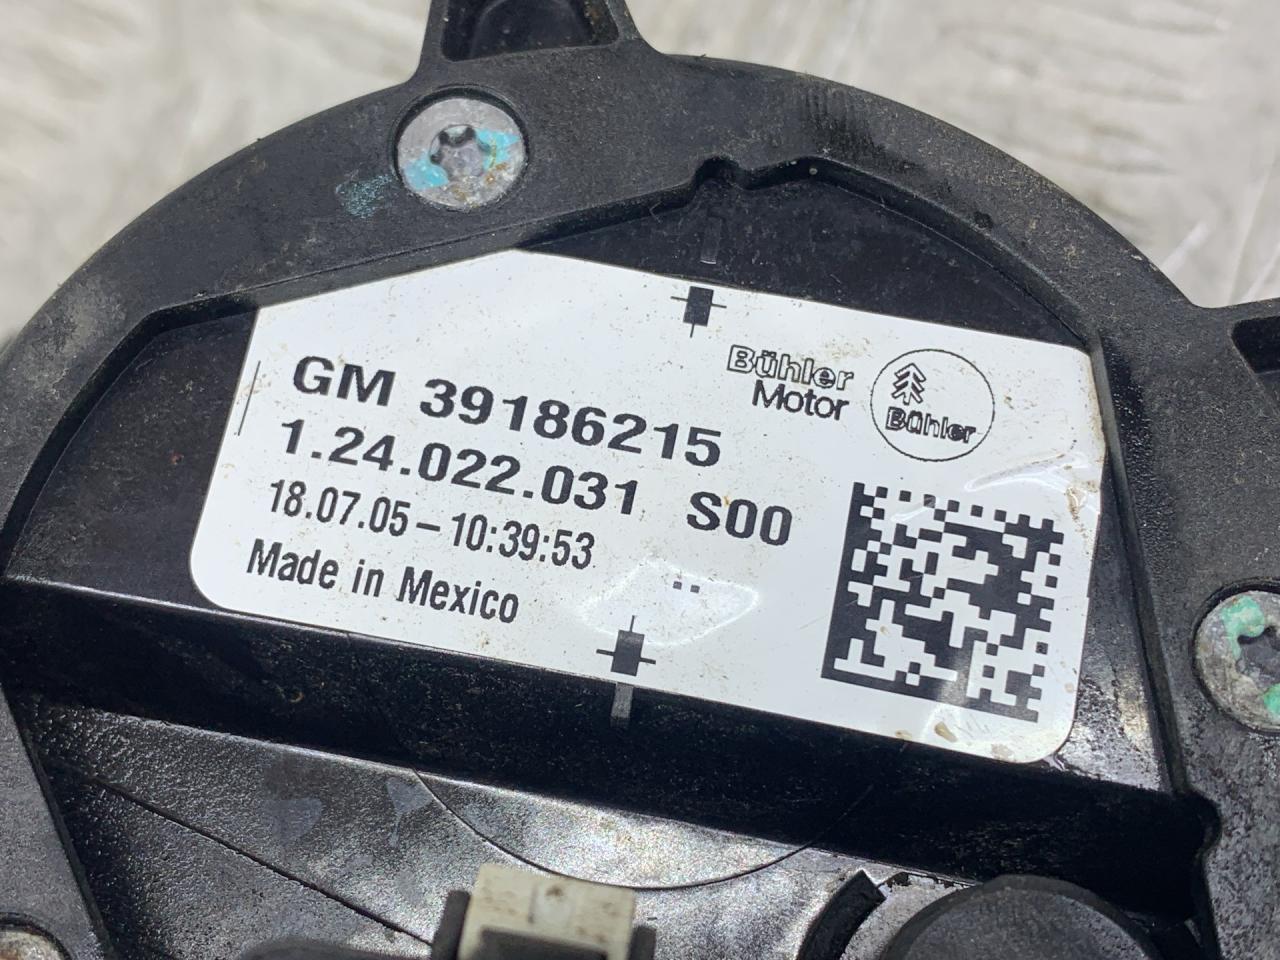 Bühler
Motor
Bühler
GM 39186215
1.24.022.031 S00
18.07.05 – 10:39:53
Made in Mexico